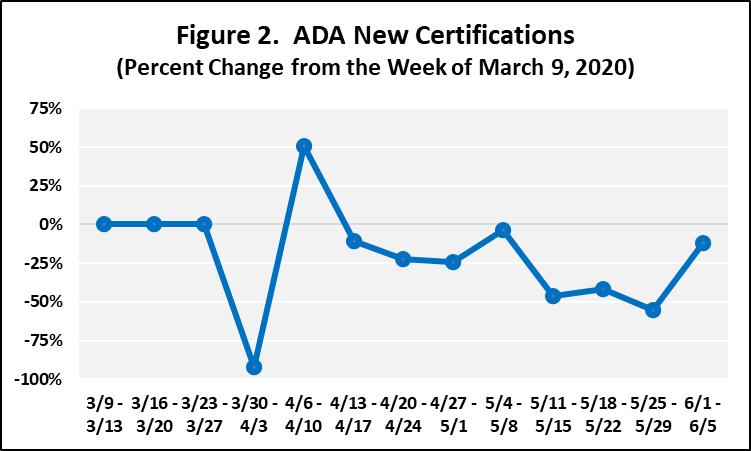 Figure 2.  ADA New Certifications
(Percent Change from the Week of March 9, 2020)
75%
50%
25%
0%
-25%
-50%
-75%
-100%
3/9 - 3/16 - 3/23 - 3/30 - 4/6 - 4/13 - 4/20 - 4/27 - 5/4 - 5/11 - 5/18 - 5/25 - 6/1 -
3/13 3/20 3/27 4/3 4/10 4/17 4/24 5/1 5/8 5/15 5/22 5/29 6/5